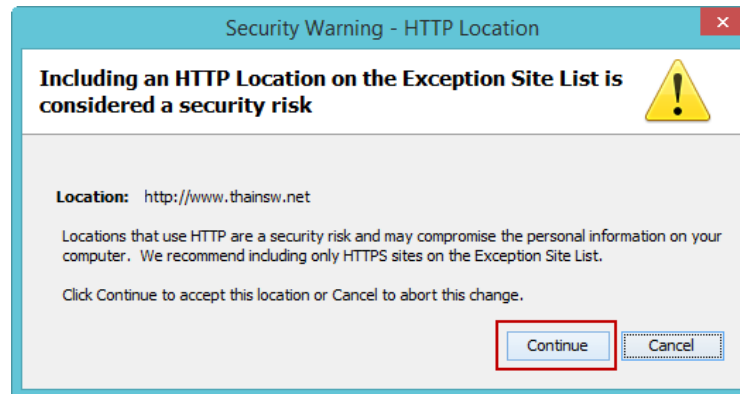 Security Warning - HTTP Location
Including an HTTP Location on the Exception Site List is
considered a security risk
Location: http://www.thainsw.net
Locations that use HTTP are a security risk and may compromise the personal information on your
computer. We recommend including only HTTPS sites on the Exception Site List.
Click Continue to accept this location or Cancel to abort this change.
Continue Cancel